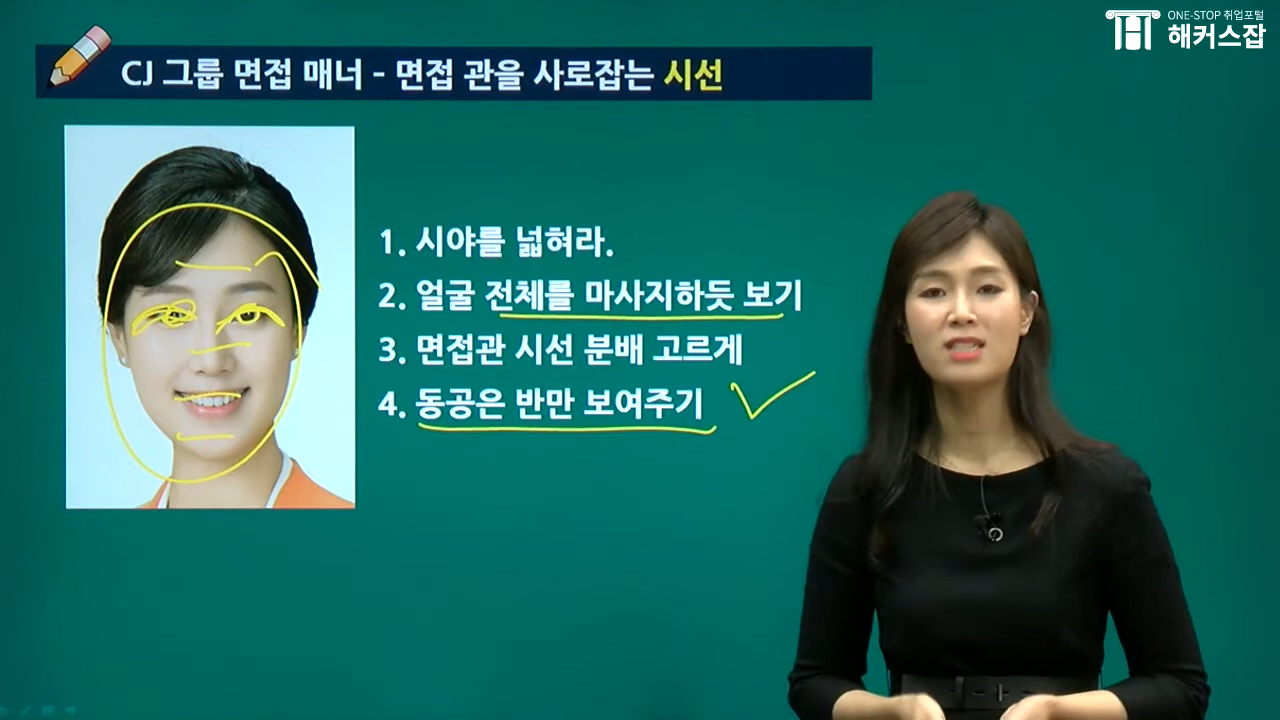 ONE-STOP 취업포털
해커스잡
CJ 그룹 면접 매너 - 면접 관을 사로잡는 시선
1. 시야를 넓혀라.
2. 얼굴 전체를 마사지하듯 보기
3. 면접관 시선 분배 고르게
4. 동공은 반만 보여주기